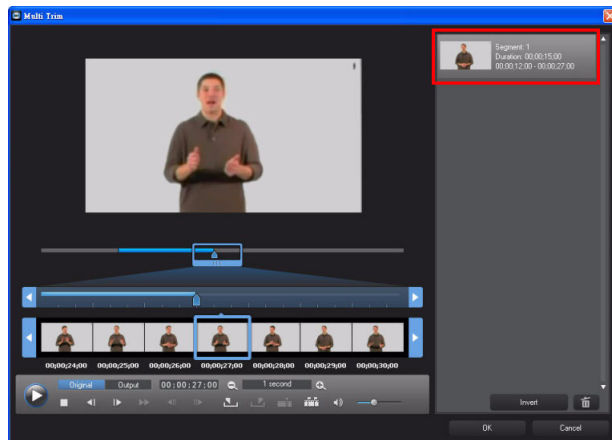 Multi Trim
Segment: 1
Duration: 00;00;15;00
00;00;12;00 - 00;00;27;00
00;00;24;00 00;00;25;00 00;00;26;00 00;00;27;00 00;00;28;00 00;00;29;00 00;00;30;00
Original Output 00;00;27;00 1 second
Invert
OK Cancel